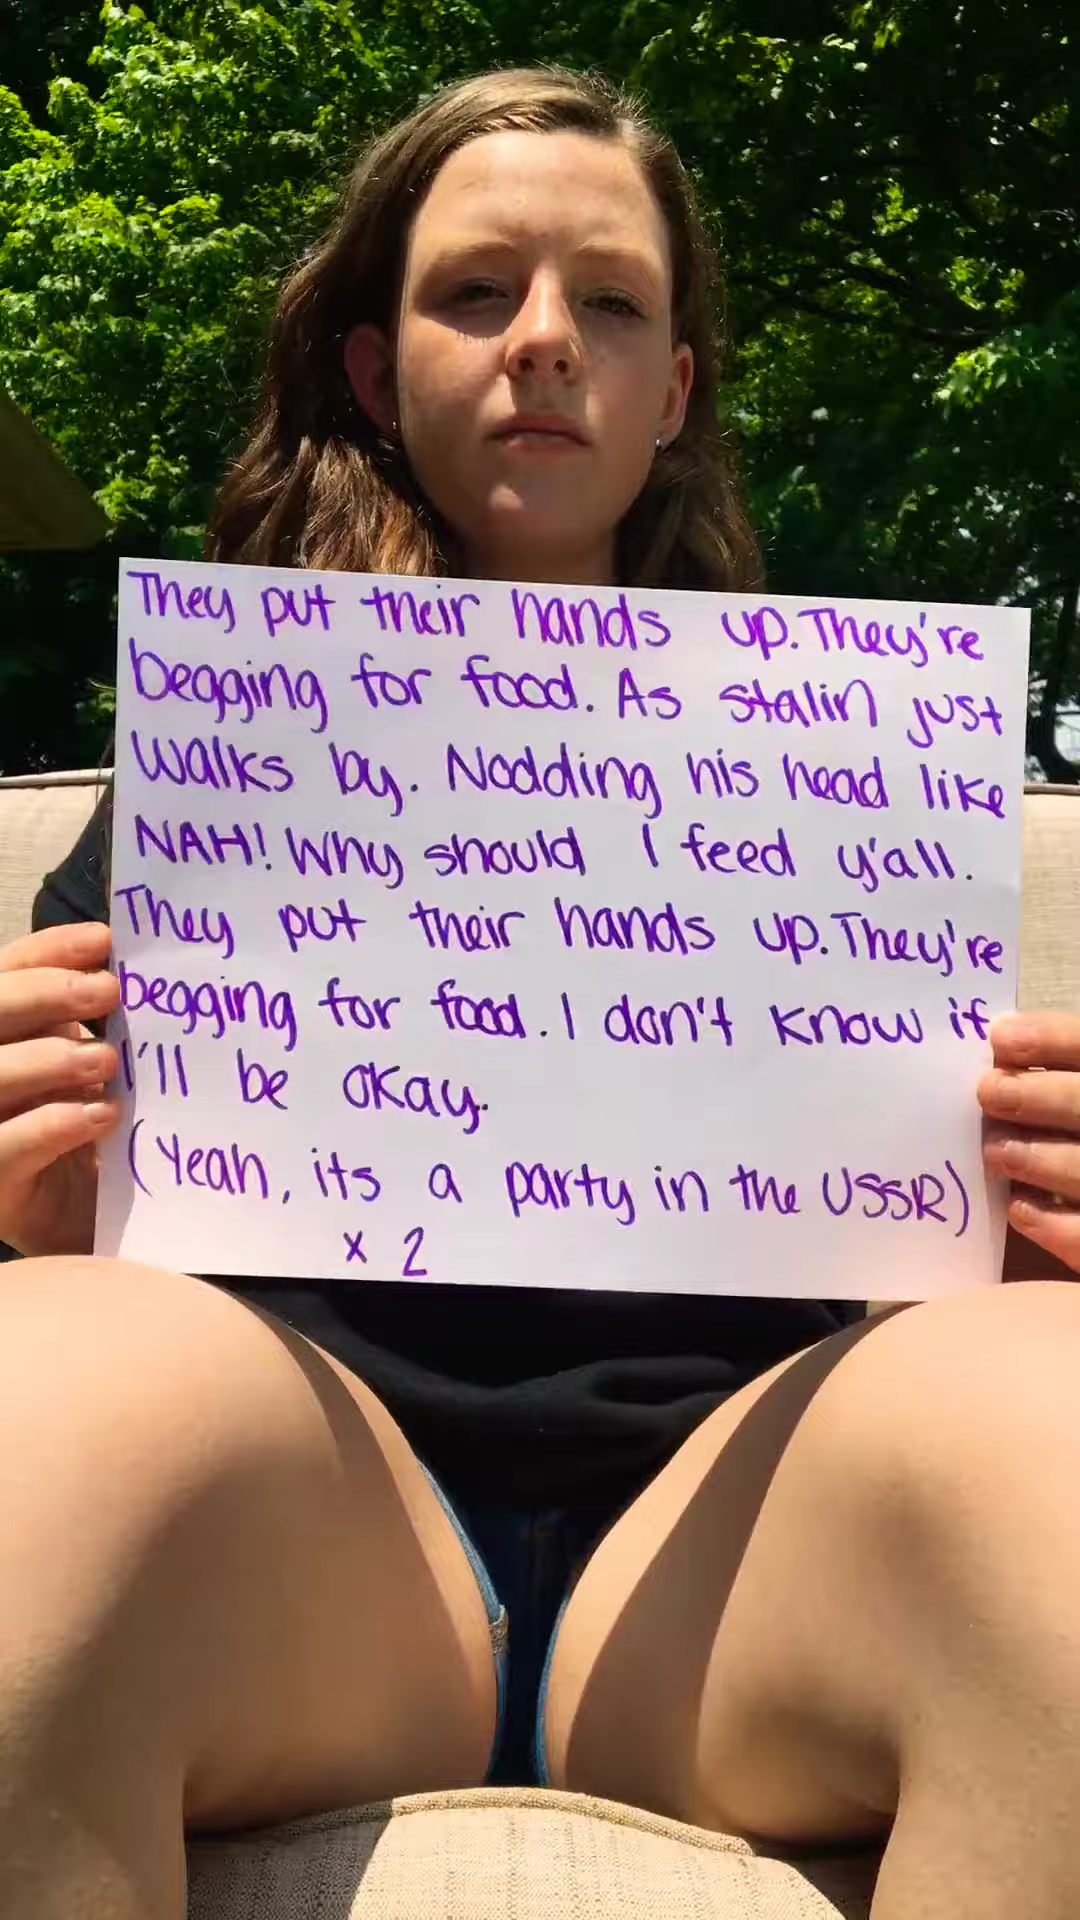 They put their hands up. They're
begging for food. As stalin just
walks by. Nodding his head like
NAH! Why should I feed y'all.
They put their hands up. They're
begging for food. I don't know if
I'll be okay.
(Yeah, its a party in the USSR)
x 2